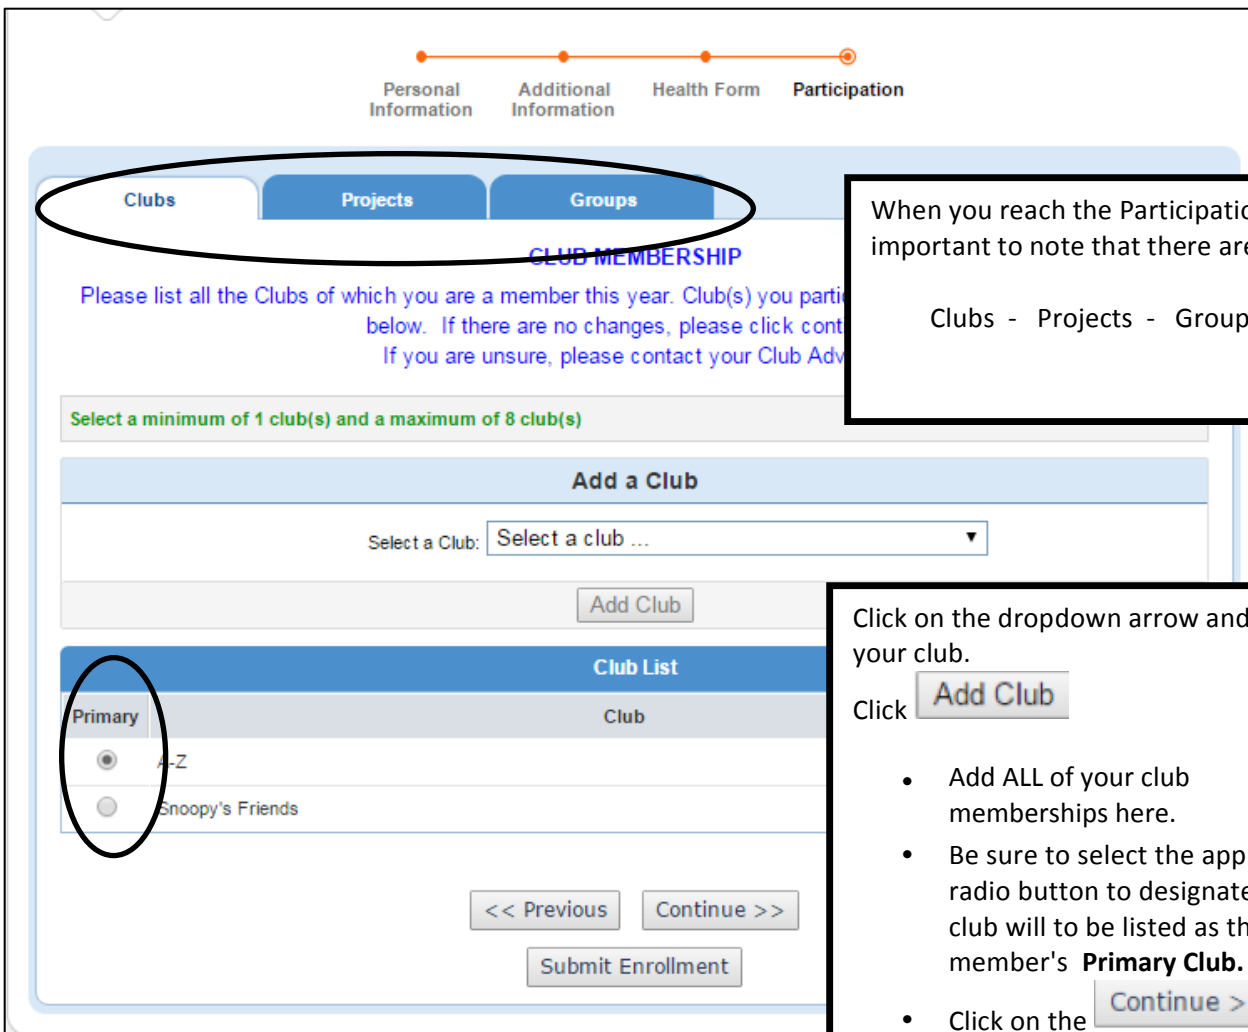 Personal Information
Additional Information
Health Form
Participation
Clubs
Projects
Groups
CLUB MEMBERSHIP
Please list all the Clubs of which you are a member this year. Club(s) you parti
below. If there are no changes, please click cont
If you are unsure, please contact your Club Adv
When you reach the Participatio
important to note that there are
Clubs - Projects - Group
Select a minimum of 1 club(s) and a maximum of 8 club(s)
Add a Club
Select a Club: Select a club ...
Add Club
Club List
Primary
Club
A-Z
Snoopy's Friends
<< Previous
Continue >>
Submit Enrollment
Click on the dropdown arrow and
your club.
Click Add Club
• Add ALL of your club
memberships here.
• Be sure to select the app
radio button to designate
club will to be listed as th
member's Primary Club.
• Click on the Continue >